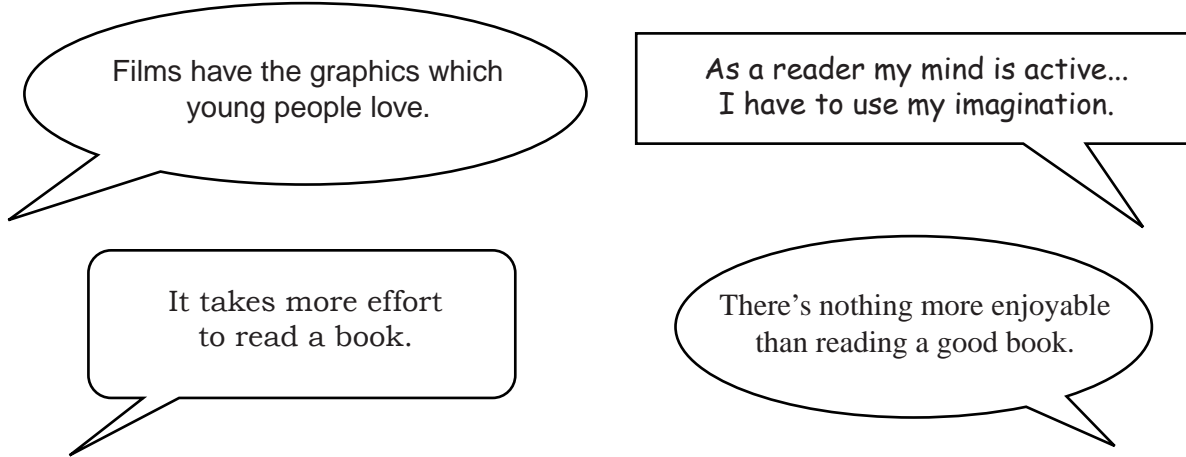 Films have the graphics which
young people love.
As a reader my mind is active...
I have to use my imagination.
It takes more effort
to read a book.
There’s nothing more enjoyable
than reading a good book.